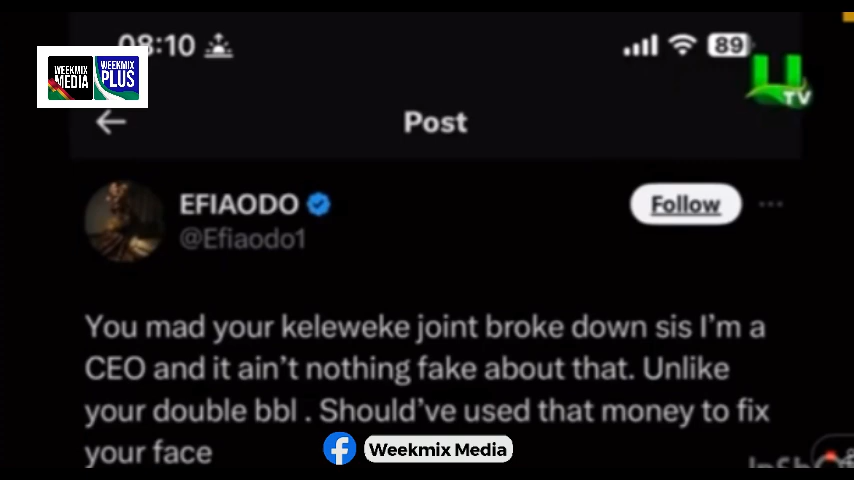 08:10
89
WEEKMIX MEDIA
WEEKMIX PLUS
U TV
Post
EFIAODO
Follow
@Efiaodo1
You mad your keleweke joint broke down sis I'm a
CEO and it ain't nothing fake about that. Unlike
your double bbl . Should've used that money to fix
your face
Weekmix Media